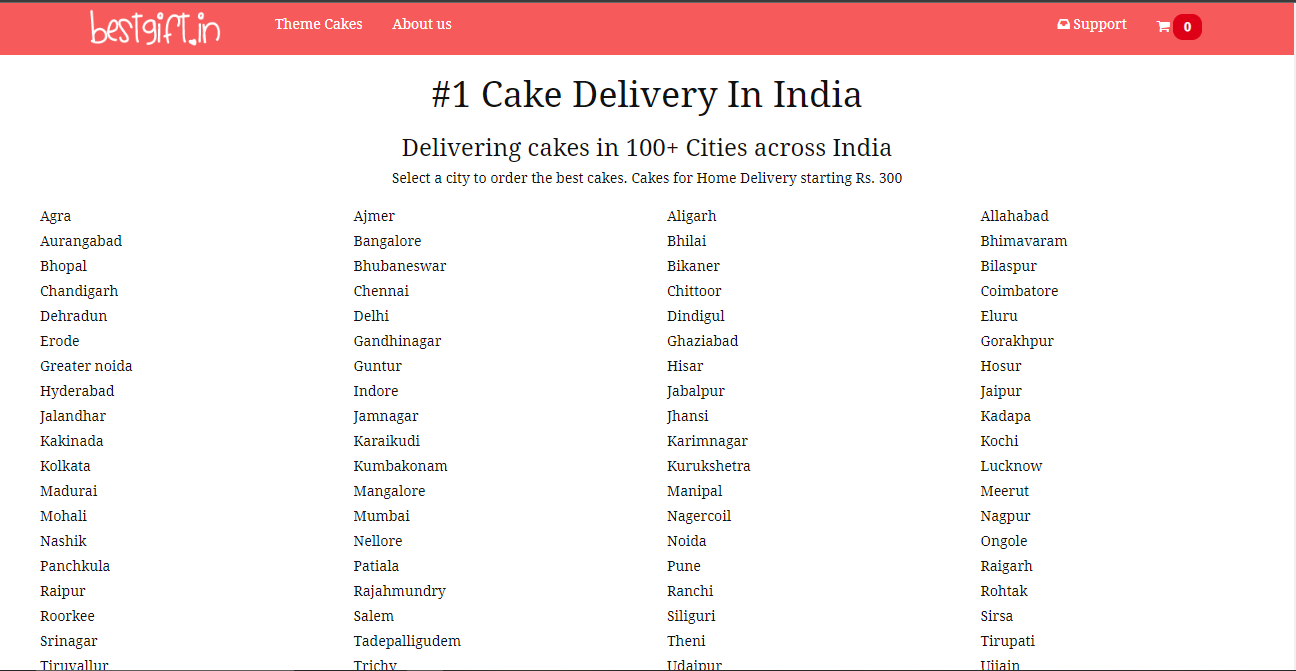 bestgift.in Theme Cakes About us Support 0
#1 Cake Delivery In India
Delivering cakes in 100+ Cities across India
Select a city to order the best cakes. Cakes for Home Delivery starting Rs. 300
Agra Ajmer Aligarh Allahabad
Aurangabad Bangalore Bhilai Bhimavaram
Bhopal Bhubaneswar Bikaner Bilaspur
Chandigarh Chennai Chittoor Coimbatore
Dehradun Delhi Dindigul Eluru
Erode Gandhinagar Ghaziabad Gorakhpur
Greater noida Guntur Hisar Hosur
Hyderabad Indore Jabalpur Jaipur
Jalandhar Jamnagar Jhansi Kadapa
Kakinada Karaikudi Karimnagar Kochi
Kolkata Kumbakonam Kurukshetra Lucknow
Madurai Mangalore Manipal Meerut
Mohali Mumbai Nagercoil Nagpur
Nashik Nellore Noida Ongole
Panchkula Patiala Pune Raigarh
Raipur Rajahmundry Ranchi Rohtak
Roorkee Salem Siliguri Sirsa
Srinagar Tadepalligudem Theni Tirupati
Tiruvallur Trichy Udaipur Ujjain